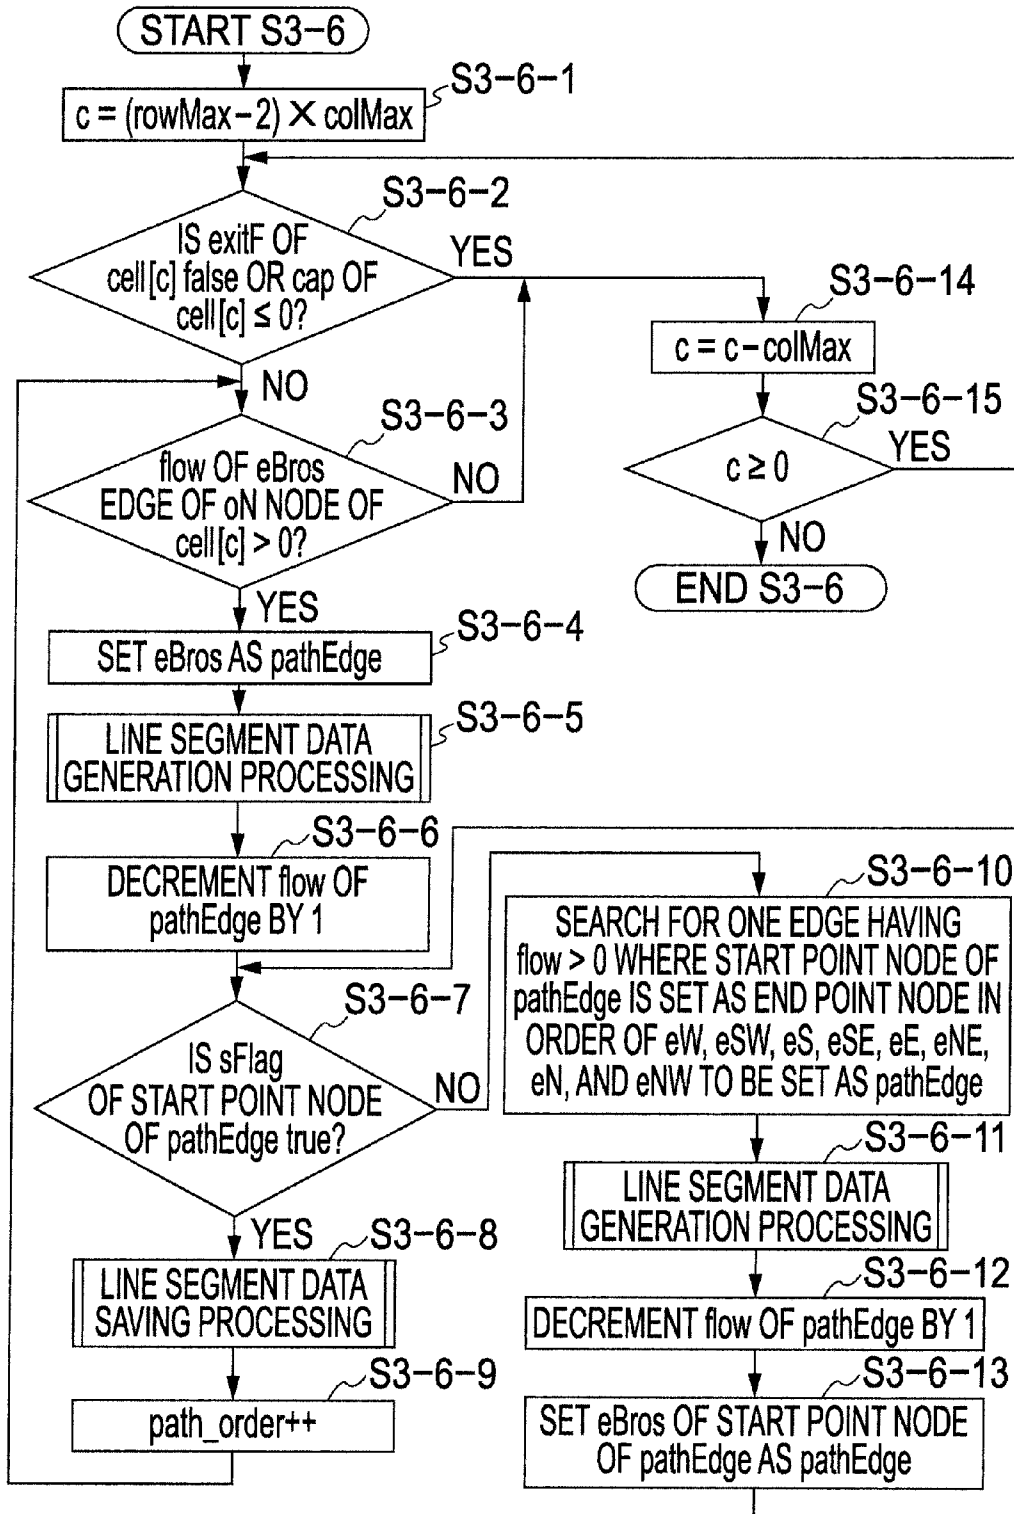 START S3-6
S3-6-1
c = (rowMax-2) × colMax
S3-6-2
IS exitF OF
cell[c] false OR cap OF
cell[c] ≤ 0?
YES
NO
S3-6-14
c = c-colMax
S3-6-15
c ≥ 0
YES
NO
END S3-6
S3-6-3
flow OF eBros
EDGE OF oN NODE OF
cell[c] > 0?
NO
YES
S3-6-4
SET eBros AS pathEdge
S3-6-5
LINE SEGMENT DATA
GENERATION PROCESSING
S3-6-6
DECREMENT flow OF
pathEdge BY 1
S3-6-7
IS sFlag
OF START POINT NODE
OF pathEdge true?
NO
YES
S3-6-8
LINE SEGMENT DATA
SAVING PROCESSING
S3-6-9
path_order++
S3-6-10
SEARCH FOR ONE EDGE HAVING
flow > 0 WHERE START POINT NODE OF
pathEdge IS SET AS END POINT NODE IN
ORDER OF eW, eSW, eS, eSE, eE, eNE,
eN, AND eNW TO BE SET AS pathEdge
S3-6-11
LINE SEGMENT DATA
GENERATION PROCESSING
S3-6-12
DECREMENT flow OF pathEdge BY 1
S3-6-13
SET eBros OF START POINT NODE
OF pathEdge AS pathEdge